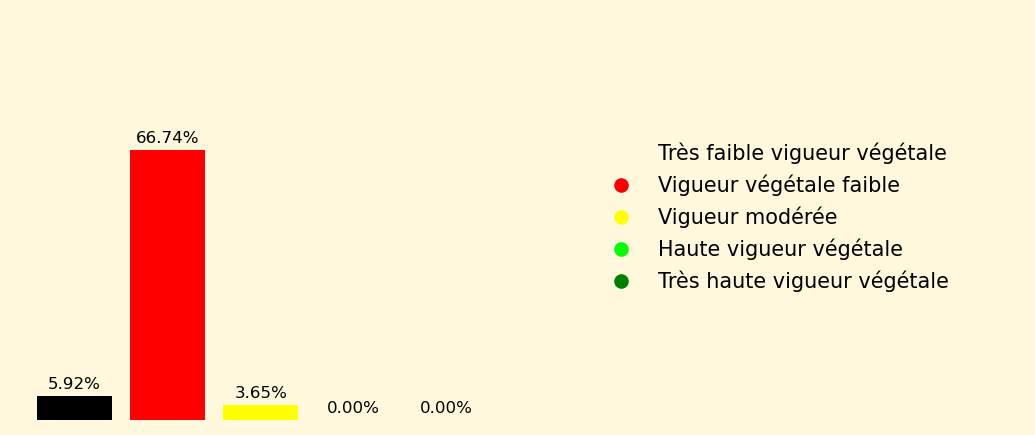 66.74%
5.92%
3.65%
0.00%
0.00%
Très faible vigueur végétale
Vigueur végétale faible
Vigueur modérée
Haute vigueur végétale
Très haute vigueur végétale